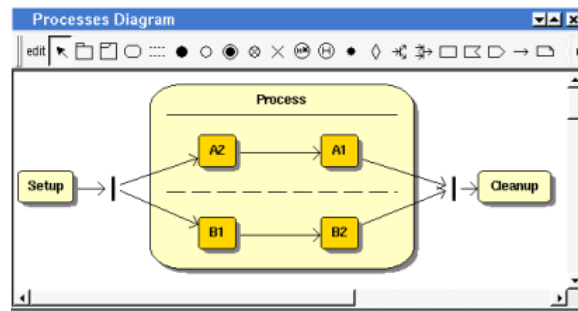 Processes Diagram
edit
Process
A2
A1
Setup
Cleanup
B1
B2